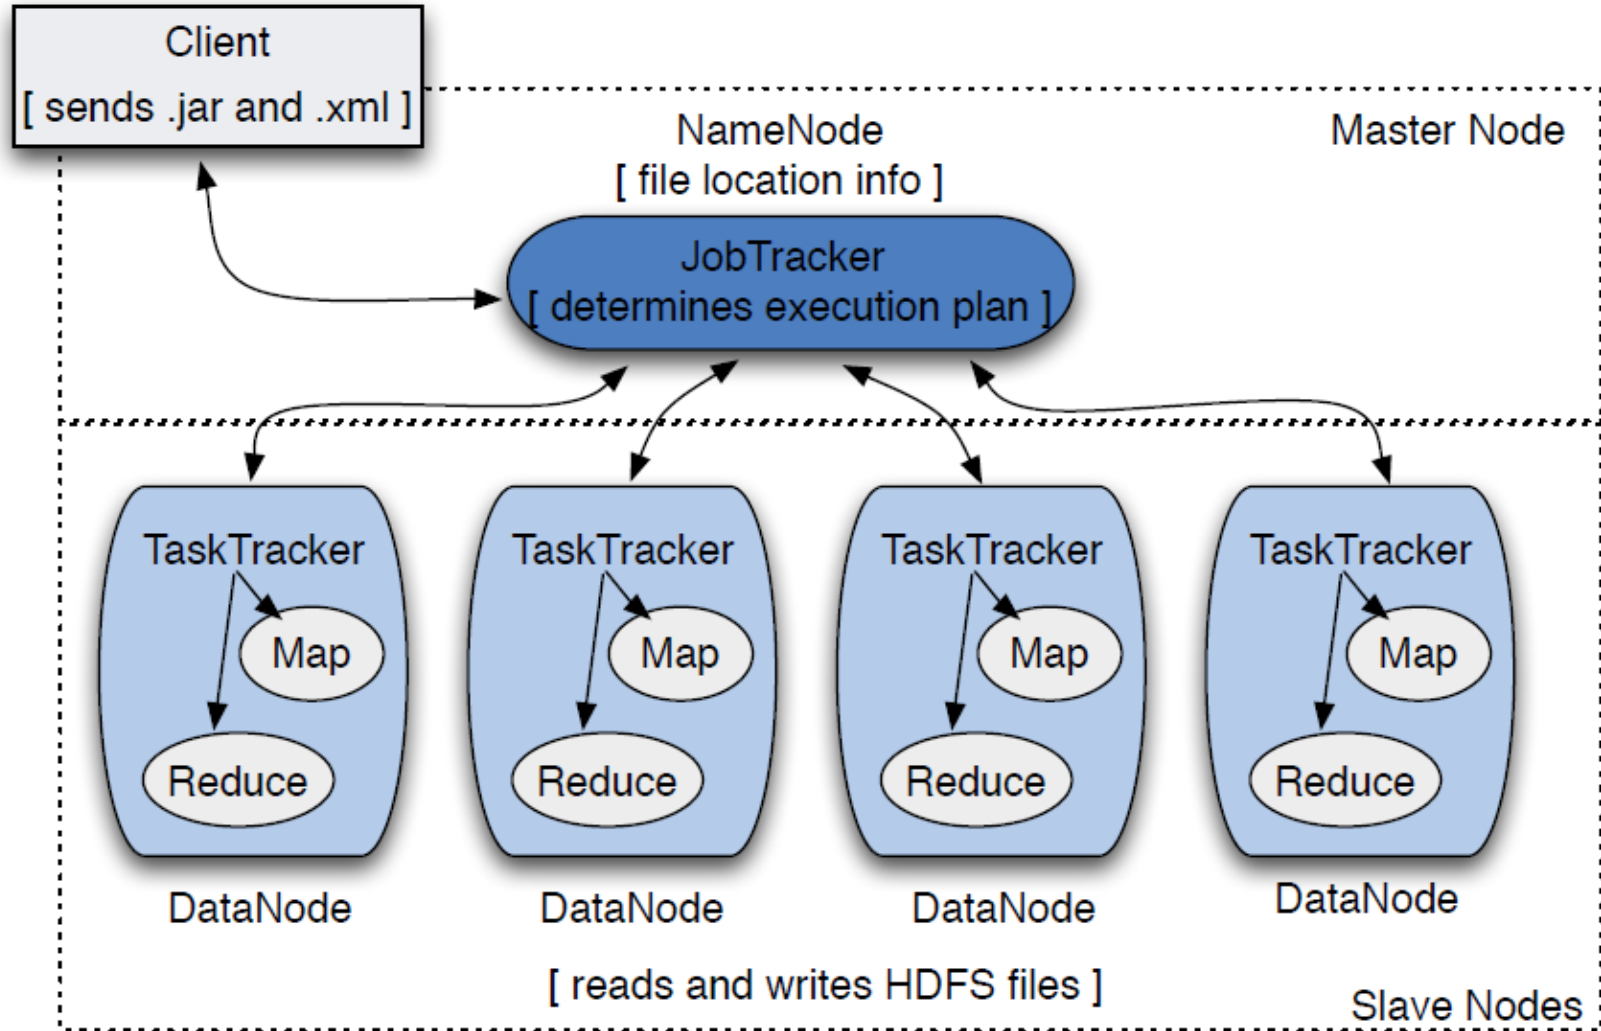 Client
[ sends .jar and .xml ]
NameNode
[ file location info ]
Master Node
JobTracker
[ determines execution plan ]
TaskTracker
Map
Reduce
DataNode
TaskTracker
Map
Reduce
DataNode
TaskTracker
Map
Reduce
DataNode
TaskTracker
Map
Reduce
DataNode
[ reads and writes HDFS files ]
Slave Nodes